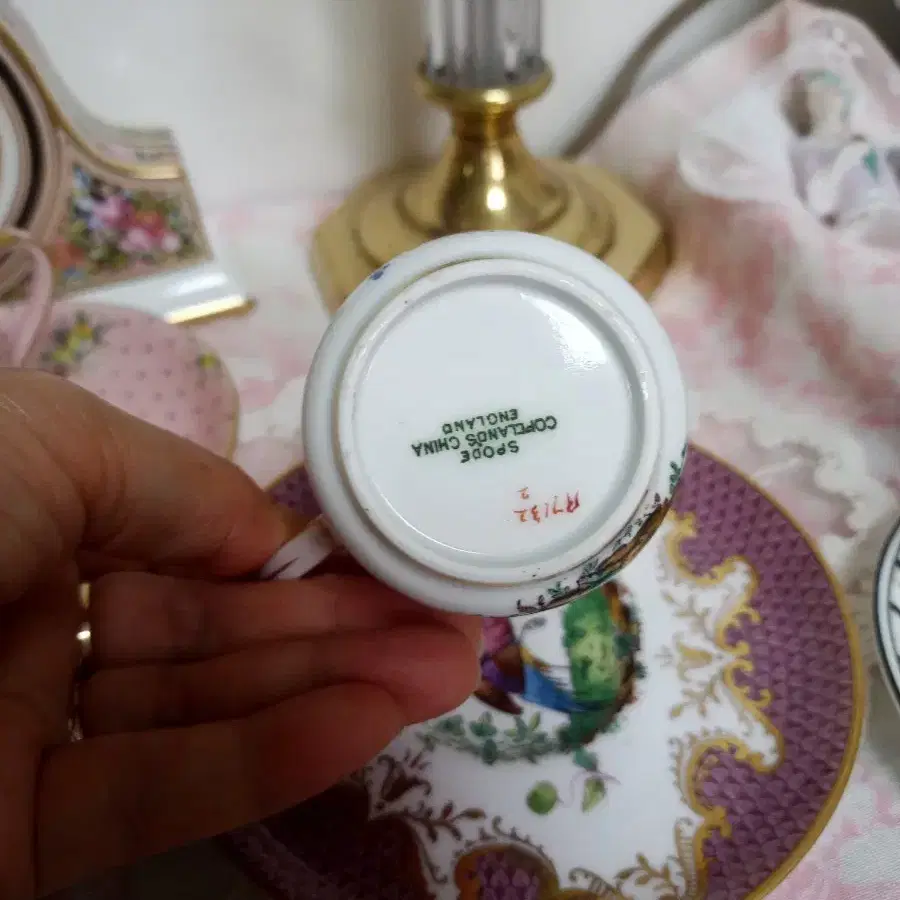 SPODE
COPELAND'S CHINA
ENGLAND
R7132
2